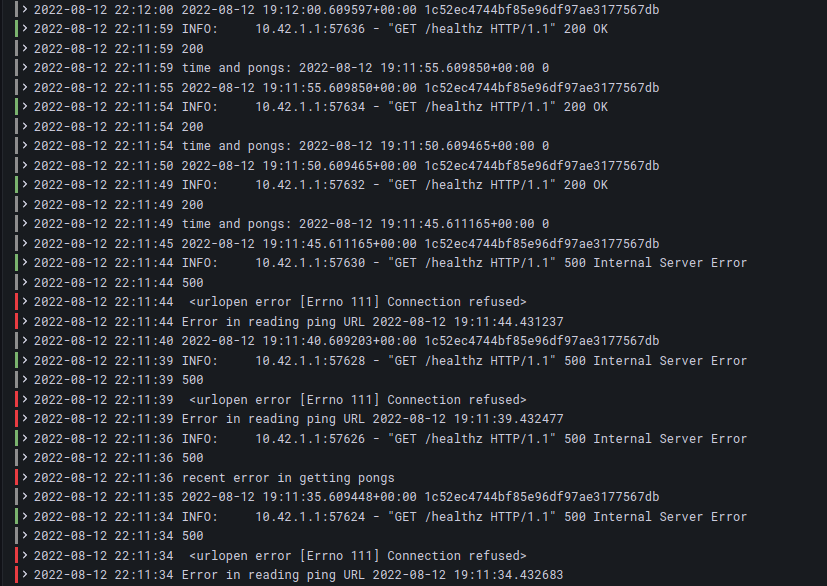 > 2022-08-12 22:12:00 2022-08-12 19:12:00.609597+00:00 1c52ec4744bf85e96df97ae3177567db
> 2022-08-12 22:11:59 INFO:     10.42.1.1:57636 - "GET /healthz HTTP/1.1" 200 OK
> 2022-08-12 22:11:59 200
> 2022-08-12 22:11:59 time and pongs: 2022-08-12 19:11:55.609850+00:00 0
> 2022-08-12 22:11:55 2022-08-12 19:11:55.609850+00:00 1c52ec4744bf85e96df97ae3177567db
> 2022-08-12 22:11:54 INFO:     10.42.1.1:57634 - "GET /healthz HTTP/1.1" 200 OK
> 2022-08-12 22:11:54 200
> 2022-08-12 22:11:54 time and pongs: 2022-08-12 19:11:50.609465+00:00 0
> 2022-08-12 22:11:50 2022-08-12 19:11:50.609465+00:00 1c52ec4744bf85e96df97ae3177567db
> 2022-08-12 22:11:49 INFO:     10.42.1.1:57632 - "GET /healthz HTTP/1.1" 200 OK
> 2022-08-12 22:11:49 200
> 2022-08-12 22:11:49 time and pongs: 2022-08-12 19:11:45.611165+00:00 0
> 2022-08-12 22:11:45 2022-08-12 19:11:45.611165+00:00 1c52ec4744bf85e96df97ae3177567db
> 2022-08-12 22:11:44 INFO:     10.42.1.1:57630 - "GET /healthz HTTP/1.1" 500 Internal Server Error
> 2022-08-12 22:11:44 500
> 2022-08-12 22:11:44  <urlopen error [Errno 111] Connection refused>
> 2022-08-12 22:11:44 Error in reading ping URL 2022-08-12 19:11:44.431237
> 2022-08-12 22:11:40 2022-08-12 19:11:40.609203+00:00 1c52ec4744bf85e96df97ae3177567db
> 2022-08-12 22:11:39 INFO:     10.42.1.1:57628 - "GET /healthz HTTP/1.1" 500 Internal Server Error
> 2022-08-12 22:11:39 500
> 2022-08-12 22:11:39  <urlopen error [Errno 111] Connection refused>
> 2022-08-12 22:11:39 Error in reading ping URL 2022-08-12 19:11:39.432477
> 2022-08-12 22:11:36 INFO:     10.42.1.1:57626 - "GET /healthz HTTP/1.1" 500 Internal Server Error
> 2022-08-12 22:11:36 500
> 2022-08-12 22:11:36 recent error in getting pongs
> 2022-08-12 22:11:35 2022-08-12 19:11:35.609448+00:00 1c52ec4744bf85e96df97ae3177567db
> 2022-08-12 22:11:34 INFO:     10.42.1.1:57624 - "GET /healthz HTTP/1.1" 500 Internal Server Error
> 2022-08-12 22:11:34 500
> 2022-08-12 22:11:34  <urlopen error [Errno 111] Connection refused>
> 2022-08-12 22:11:34 Error in reading ping URL 2022-08-12 19:11:34.432683